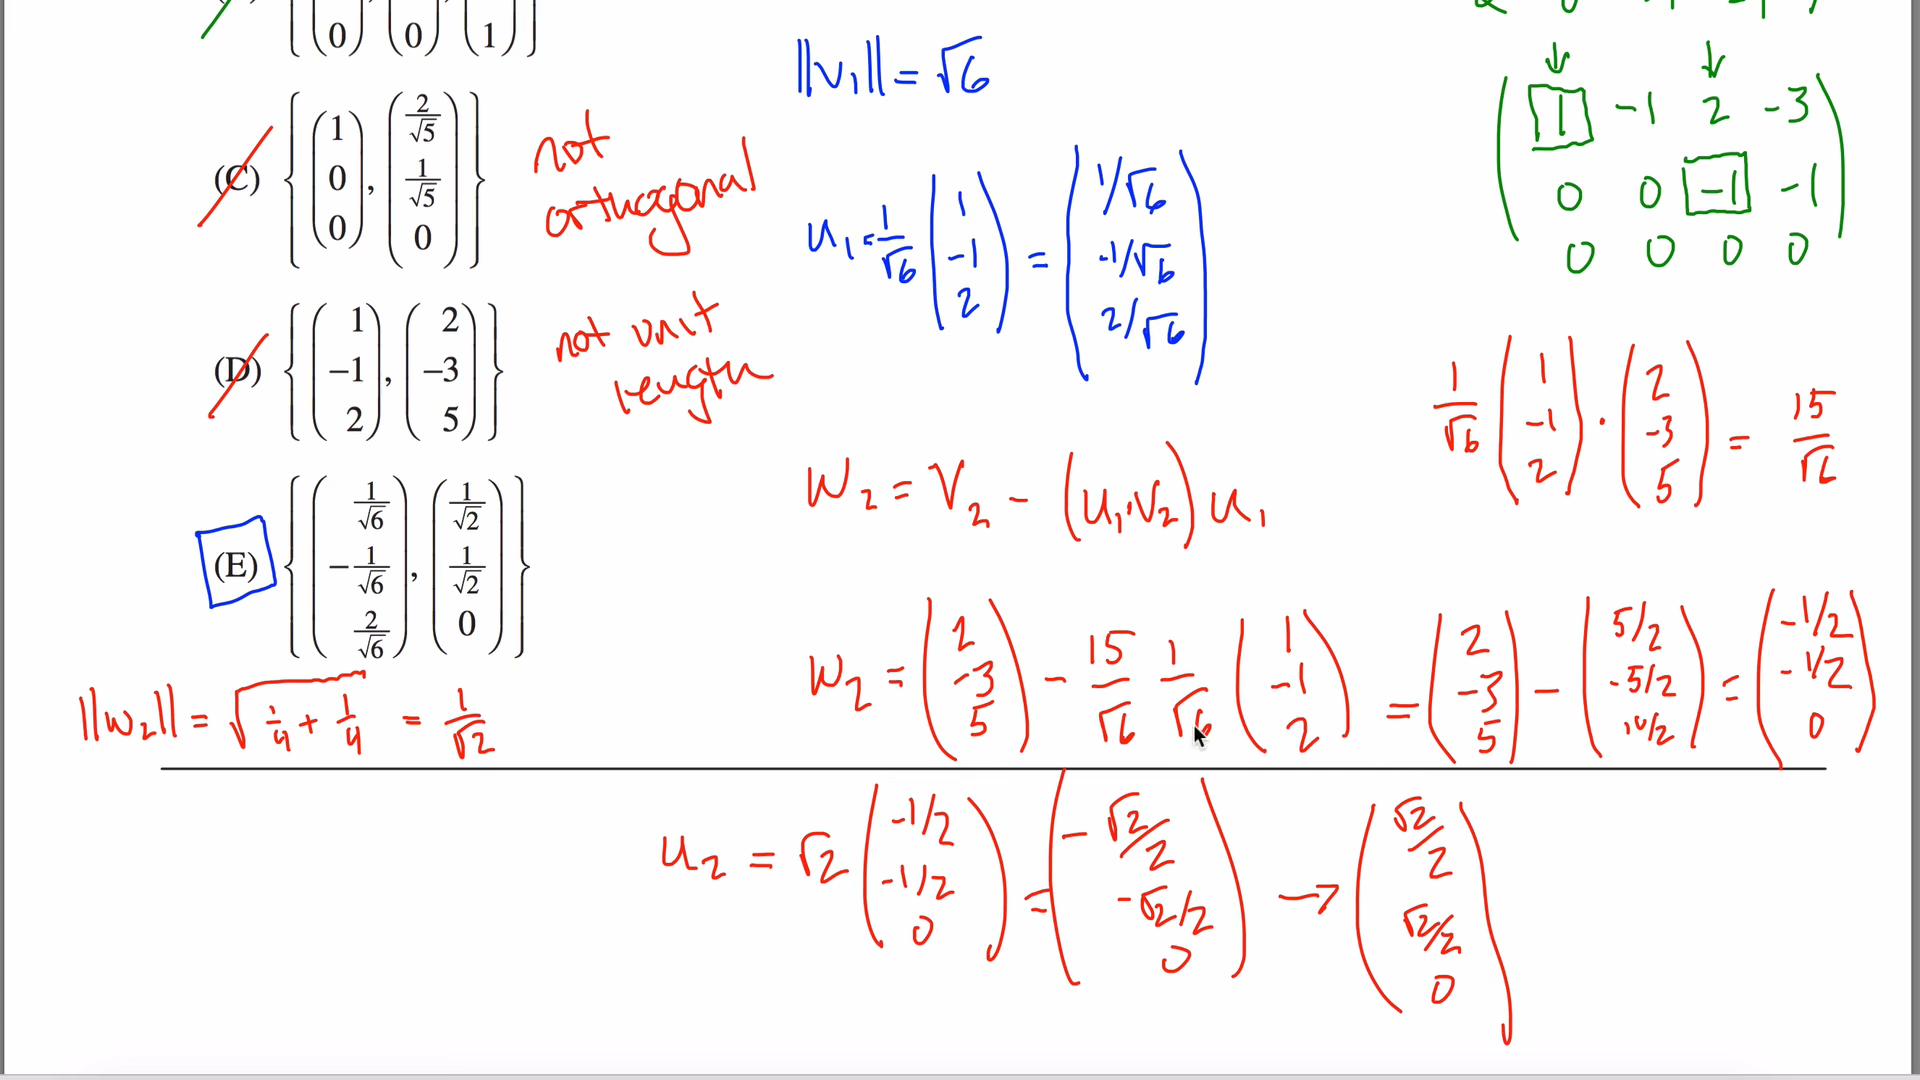 0 0 1
(C) { ( 1 0 0 ), ( 2/√5 1/√5 0 ) }
not
orthogonal
(D) { ( 1 −1 2 ), ( 2 −3 5 ) }
not unit
length
(E) { ( 1/√6 −1/√6 2/√6 ), ( 1/√2 1/√2 0 ) }
||w₂|| = √(1/4 + 1/4) = 1/√2
||v₁|| = √6
u₁ = 1/√6 ( 1 -1 2 ) = ( 1/√6 -1/√6 2/√6 )
w₂ = v₂ - (u₁·v₂) u₁
w₂ = ( 2 -3 5 ) - 15/√6 1/√6 ( 1 -1 2 ) = ( 2 -3 5 ) - ( 5/2 -5/2 10/2 ) = ( -1/2 -1/2 0 )
u₂ = √2 ( -1/2 -1/2 0 ) = ( -√2/2 -√2/2 0 ) → ( √2/2 √2/2 0 )
↓ ↓
1 -1 2 -3
0 0 -1 -1
0 0 0 0
1/√6 ( 1 -1 2 ) · ( 2 -3 5 ) = 15/√6